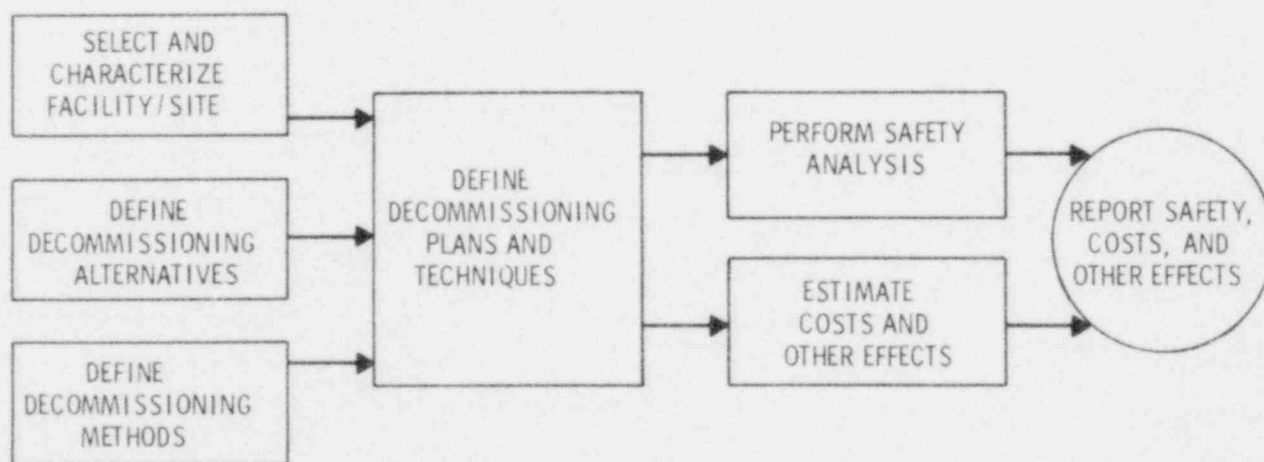 SELECT AND
CHARACTERIZE
FACILITY/SITE
DEFINE
DECOMMISSIONING
ALTERNATIVES
DEFINE
DECOMMISSIONING
METHODS
DEFINE
DECOMMISSIONING
PLANS AND
TECHNIQUES
PERFORM SAFETY
ANALYSIS
ESTIMATE
COSTS AND
OTHER EFFECTS
REPORT SAFETY,
COSTS, AND
OTHER EFFECTS